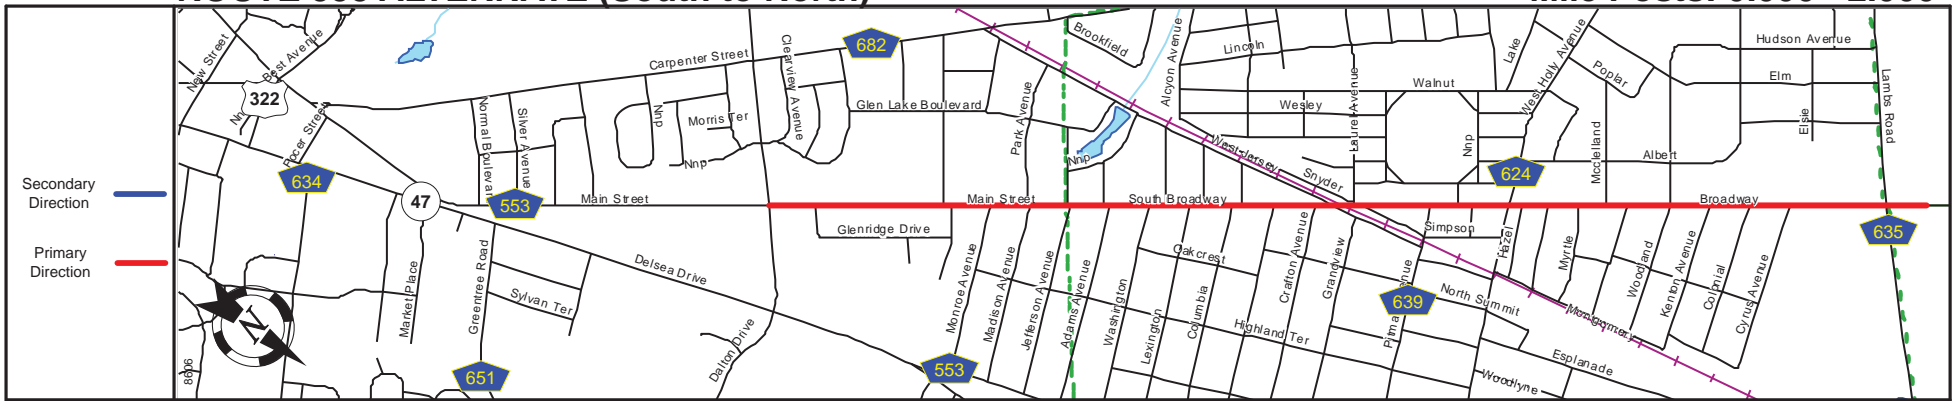 Secondary
Direction
Primary
Direction
New Street
Best Avenue
322
Nnp
Pocer Street
634
47
Carpenter Street
682
Clearview Avenue
Normal Boulevar
Silver Avenue
Nnp
Morris Ter
Nnp
553
Main Street
Glen Lake Boulevard
Park Avenue
Brookfield
Alcyon Avenue
Nnp
Lincoln
Wesley
Laurel Avenue
Walnut
Nnp
Lake
West Holly Avenue
Poplar
Hudson Avenue
Elm
Elsie
Lambs Road
Mcclelland
Albert
624
West Jersey
Snyder
Main Street
South Broadway
Broadway
635
Glenridge Drive
Delsea Drive
Market Place
Greentree Road
Sylvan Ter
651
Dalton Drive
553
Monroe Avenue
Madison Avenue
Jefferson Avenue
Adams Avenue
Washington
Lexington
Columbia
Oakcrest
Highland Ter
Crafton Avenue
Grandview
Simpson
Hazel
639
North Summit
Myrtle
Woodland
Kenton Avenue
Colonial
Cyrus Avenue
Montgomery
Esplanade
Woodlyne
N
8606